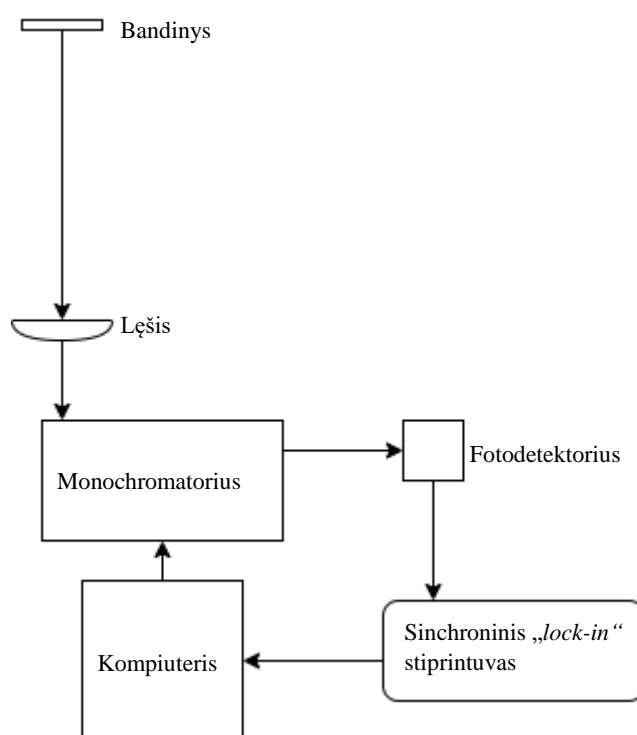 Bandinys
Lęšis
Monochromatorius
Fotodetektorius
Kompiuteris
Sinchroninis „lock-in“
stiprintuvas